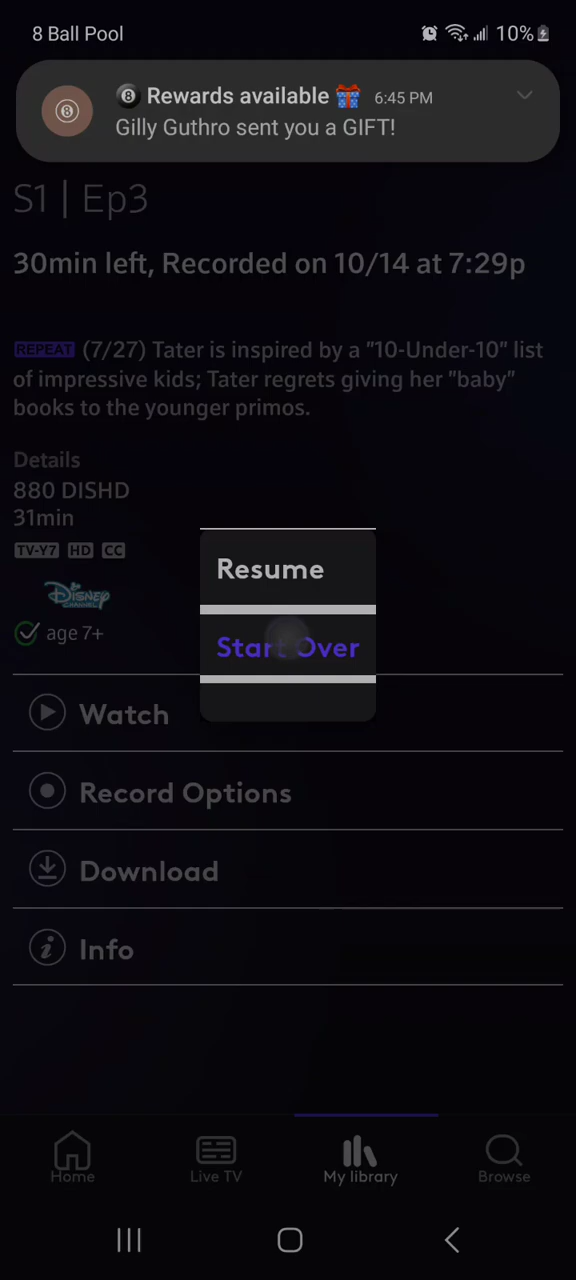 8 Ball Pool
10%
8 Rewards available 6:45 PM
8
Gilly Guthro sent you a GIFT!
S1 | Ep3
30min left, Recorded on 10/14 at 7:29p
REPEAT (7/27) Tater is inspired by a "10-Under-10" list
of impressive kids; Tater regrets giving her "baby"
books to the younger primos.
Details
880 DISHD
31min
TV-Y7 HD CC
Disney
CHANNEL
age 7+
Resume
Start Over
Watch
Record Options
Download
Info
Home
Live TV
My library
Browse